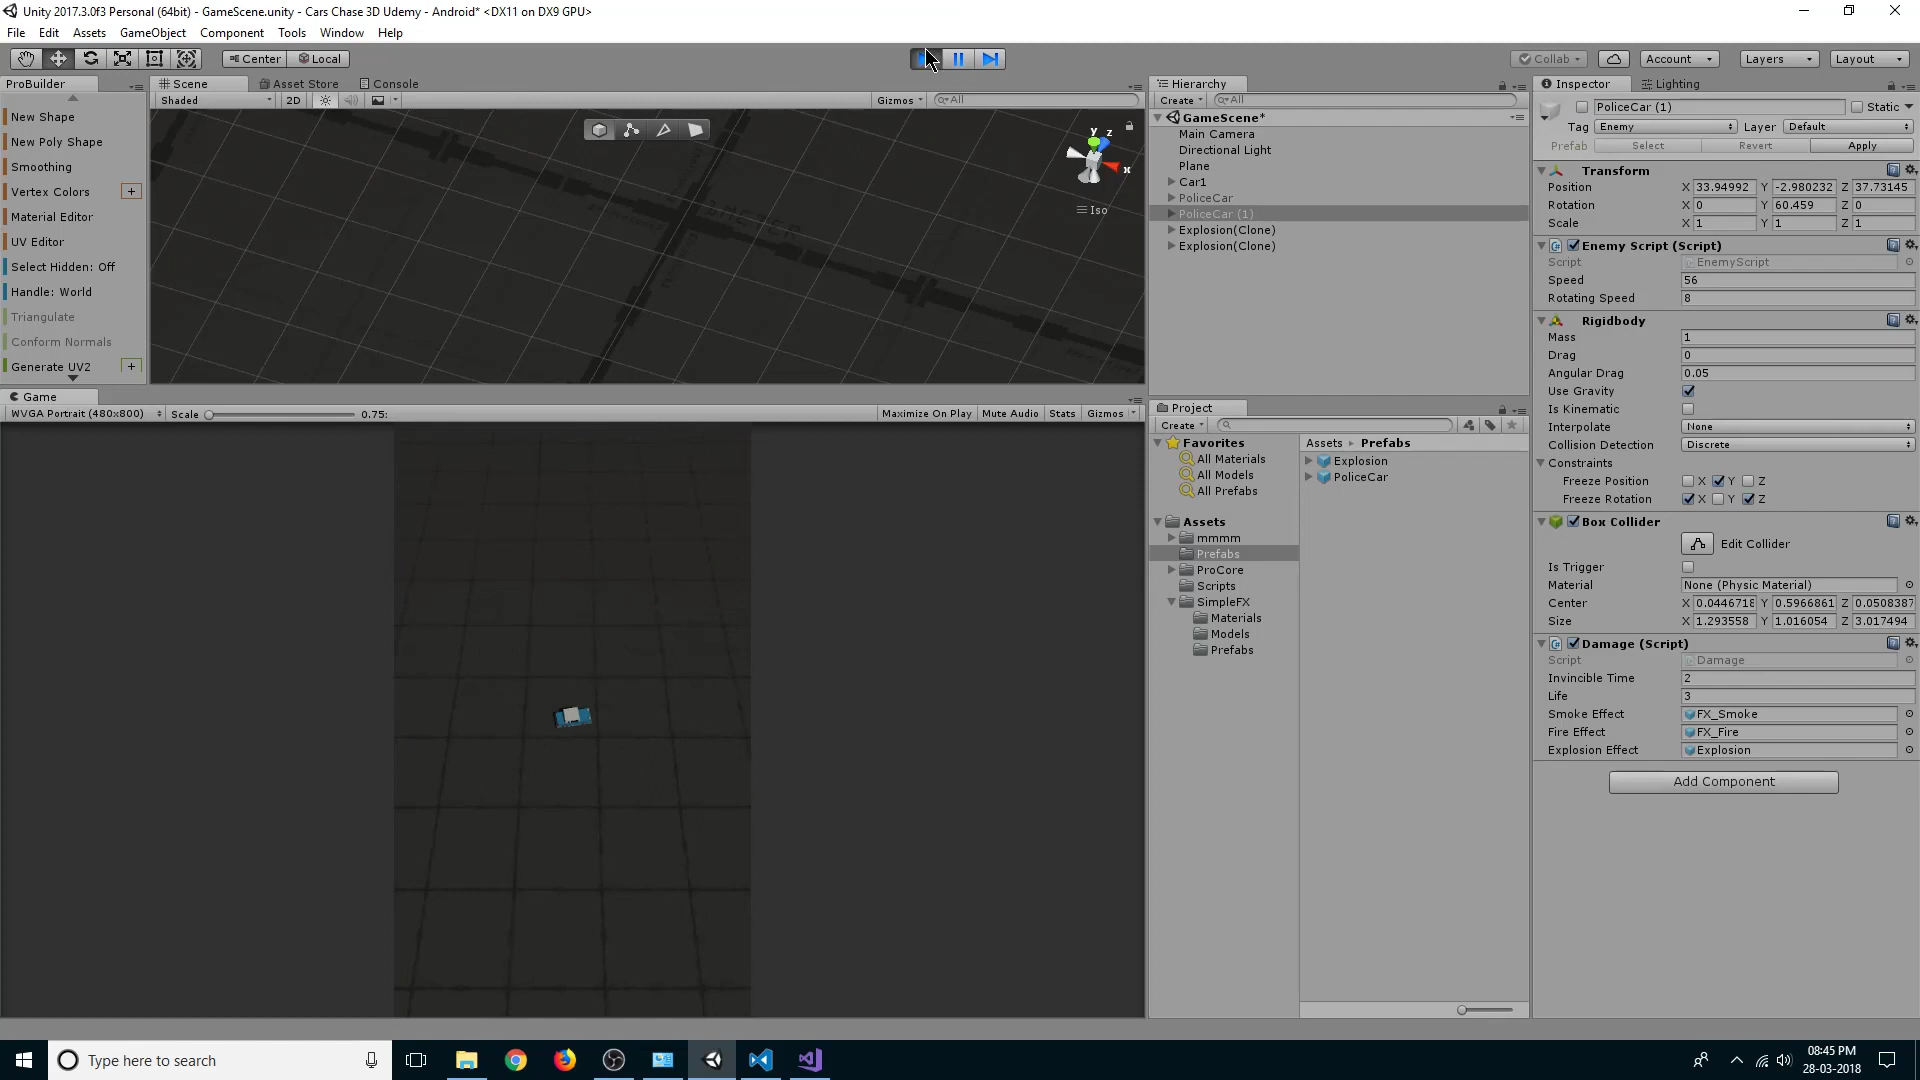 Unity 2017.3.0f3 Personal (64bit) - GameScene.unity - Cars Chase 3D Udemy - Android* <DX11 on DX9 GPU>
File Edit Assets GameObject Component Tools Window Help
Center Local Collab Account Layers Layout
ProBuilder
New Shape
New Poly Shape
Smoothing
Vertex Colors +
Material Editor
UV Editor
Select Hidden: Off
Handle: World
Triangulate
Conform Normals
Generate UV2 +
Scene Asset Store Console
Shaded 2D Gizmos All
y z
x
Iso
Game
WVGA Portrait (480x800) Scale 0.75: Maximize On Play Mute Audio Stats Gizmos
Hierarchy
Create All
GameScene*
Main Camera
Directional Light
Plane
Car1
PoliceCar
PoliceCar (1)
Explosion(Clone)
Explosion(Clone)
Project
Create
Favorites
All Materials
All Models
All Prefabs
Assets
mmmm
Prefabs
ProCore
Scripts
SimpleFX
Materials
Models
Prefabs
Assets Prefabs
Explosion
PoliceCar
Inspector Lighting
PoliceCar (1) Static
Tag Enemy Layer Default
Prefab Select Revert Apply
Transform
Position X 33.94992 Y -2.980232 Z 37.73145
Rotation X 0 Y 60.459 Z 0
Scale X 1 Y 1 Z 1
Enemy Script (Script)
Script EnemyScript
Speed 56
Rotating Speed 8
Rigidbody
Mass 1
Drag 0
Angular Drag 0.05
Use Gravity
Is Kinematic
Interpolate None
Collision Detection Discrete
Constraints
Freeze Position X Y Z
Freeze Rotation X Y Z
Box Collider
Edit Collider
Is Trigger
Material None (Physic Material)
Center X 0.0446718 Y 0.5966861 Z 0.0508387
Size X 1.293558 Y 1.016054 Z 3.017494
Damage (Script)
Script Damage
Invincible Time 2
Life 3
Smoke Effect FX_Smoke
Fire Effect FX_Fire
Explosion Effect Explosion
Add Component
Type here to search
08:45 PM
28-03-2018